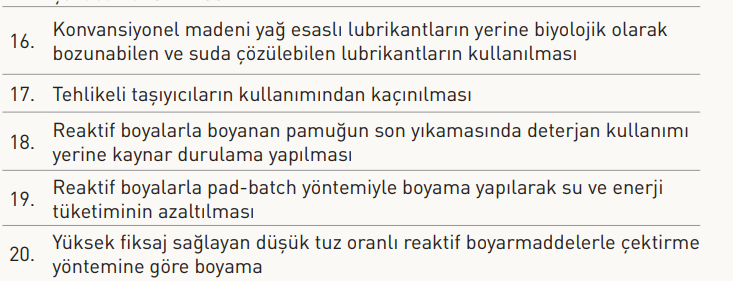 16. Konvansiyonel madeni yağ esaslı lubrikantların yerine biyolojik olarak
bozunabilen ve suda çözülebilen lubrikantların kullanılması
17. Tehlikeli taşıyıcıların kullanımından kaçınılması
18. Reaktif boyalarla boyanan pamuğun son yıkamasında deterjan kullanımı
yerine kaynar durulama yapılması
19. Reaktif boyalarla pad-batch yöntemiyle boyama yapılarak su ve enerji
tüketiminin azaltılması
20. Yüksek fiksaj sağlayan düşük tuz oranlı reaktif boyarmaddelerle çektirme
yöntemine göre boyama